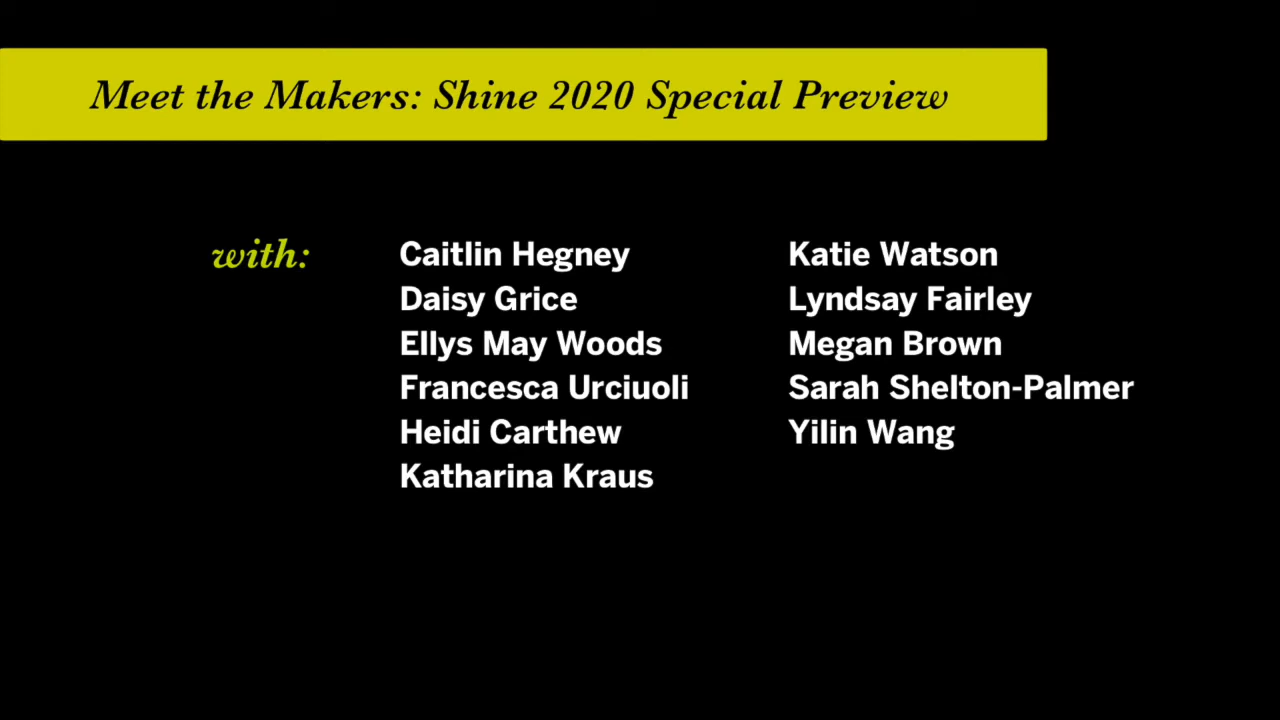 Meet the Makers: Shine 2020 Special Preview
with:
Caitlin Hegney
Daisy Grice
Ellys May Woods
Francesca Urciuoli
Heidi Carthew
Katharina Kraus
Katie Watson
Lyndsay Fairley
Megan Brown
Sarah Shelton-Palmer
Yilin Wang